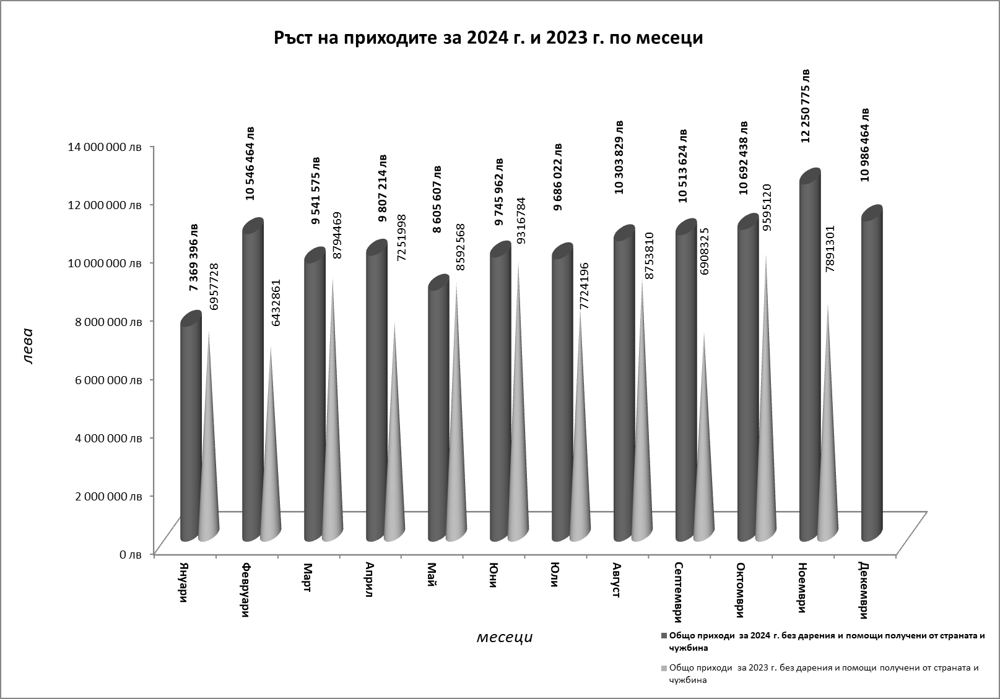 Ръст на приходите за 2024 г. и 2023 г. по месеци
14 000 000 лв
12 000 000 лв
10 000 000 лв
8 000 000 лв
6 000 000 лв
4 000 000 лв
2 000 000 лв
0 лв
лева
7 369 396 лв
6957728
10 546 464 лв
6432861
9 541 575 лв
8794469
9 807 214 лв
7251998
8 605 607 лв
8592568
9 745 962 лв
9316784
9 686 022 лв
7724196
10 303 829 лв
8753810
10 513 624 лв
6908325
10 692 438 лв
9595120
12 250 775 лв
7891301
10 986 464 лв
Януари
Февруари
Март
Април
Май
Юни
Юли
Август
Септември
Октомври
Ноември
Декември
месеци
Общо приходи за 2024 г. без дарения и помощи получени от страната и
чужбина
Общо приходи за 2023 г. без дарения и помощи получени от страната и
чужбина